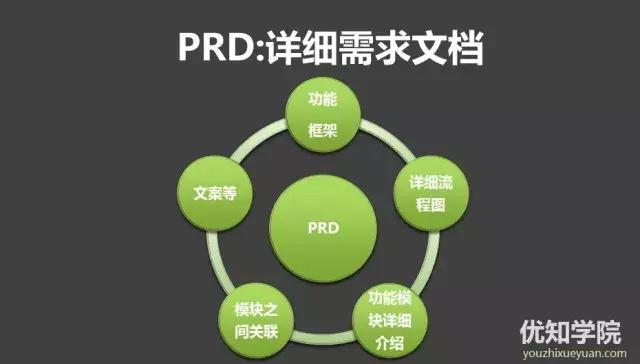 PRD:详细需求文档
功能
框架
详细流
程图
功能模
块详细
介绍
模块之
间关联
文案等
PRD
优知学院
youzhixueyuan.com